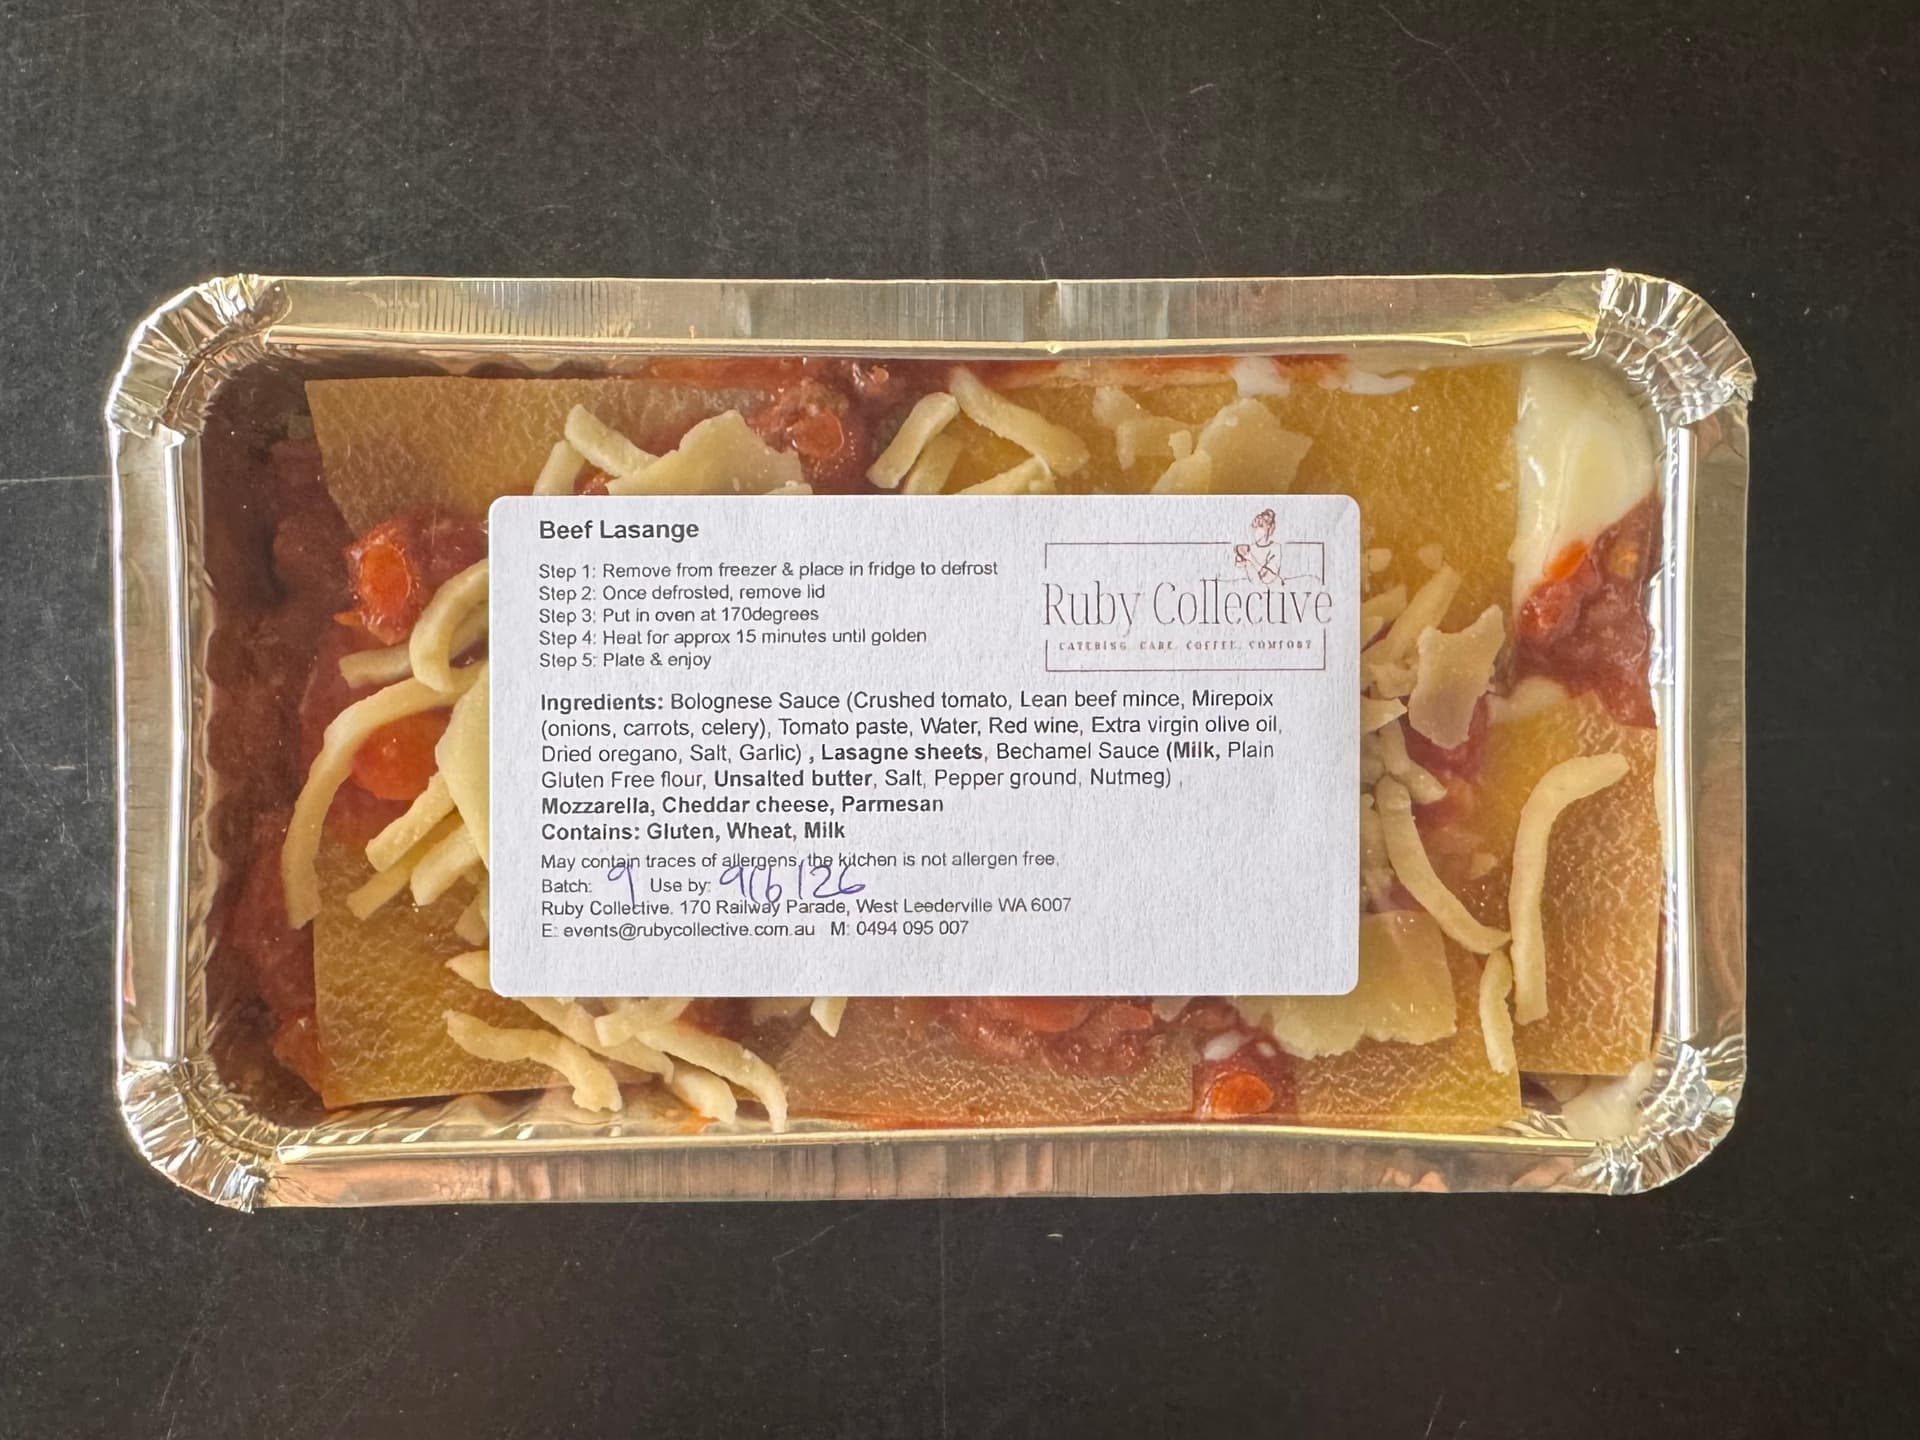 Beef Lasange
Step 1: Remove from freezer & place in fridge to defrost
Step 2: Once defrosted, remove lid
Step 3: Put in oven at 170degrees
Step 4: Heat for approx 15 minutes until golden
Step 5: Plate & enjoy
Ruby Collective
CATERING. CARE. COFFEE. COMFORT
Ingredients: Bolognese Sauce (Crushed tomato, Lean beef mince, Mirepoix
(onions, carrots, celery), Tomato paste, Water, Red wine, Extra virgin olive oil,
Dried oregano, Salt, Garlic) , Lasagne sheets, Bechamel Sauce (Milk, Plain
Gluten Free flour, Unsalted butter, Salt, Pepper ground, Nutmeg) ,
Mozzarella, Cheddar cheese, Parmesan
Contains: Gluten, Wheat, Milk
May contain traces of allergens, the kitchen is not allergen free.
Batch: 9 Use by: 9/6/26
Ruby Collective. 170 Railway Parade, West Leederville WA 6007
E: events@rubycollective.com.au M: 0494 095 007